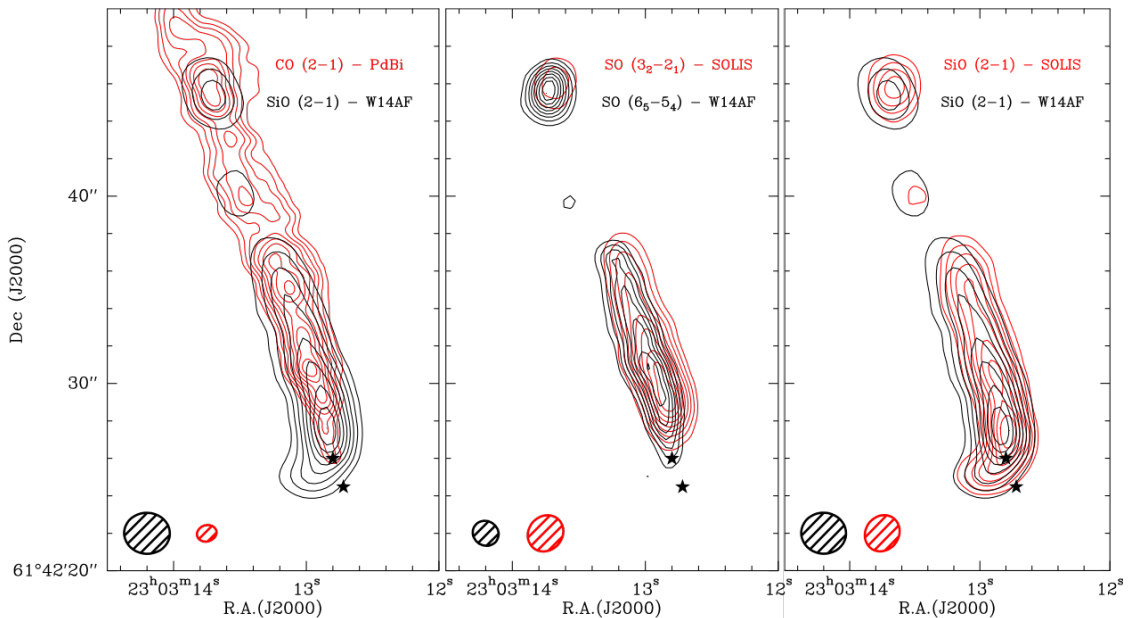 CO (2−1) − PdBi
SiO (2−1) − W14AF
SO (3₂−2₁) − SOLIS
SO (6₅−5₄) − W14AF
SiO (2−1) − SOLIS
SiO (2−1) − W14AF
Dec (J2000)
40″
30″
61°42′20″
23ʰ03ᵐ14ˢ 13ˢ 12ˢ
23ʰ03ᵐ14ˢ 13ˢ 12ˢ
23ʰ03ᵐ14ˢ 13ˢ 12ˢ
R.A.(J2000)
R.A.(J2000)
R.A.(J2000)